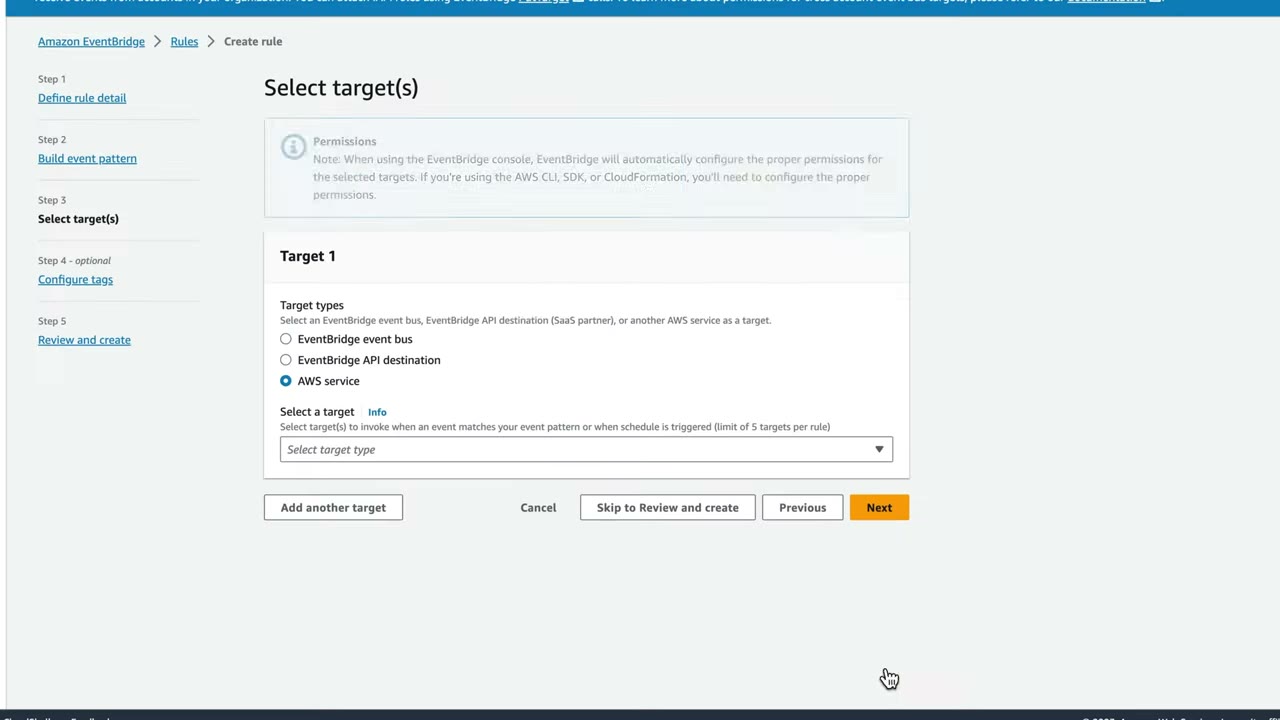 Amazon EventBridge > Rules > Create rule
Step 1
Define rule detail
Step 2
Build event pattern
Step 3
Select target(s)
Step 4 - optional
Configure tags
Step 5
Review and create
Select target(s)
Permissions
Note: When using the EventBridge console, EventBridge will automatically configure the proper permissions for
the selected targets. If you're using the AWS CLI, SDK, or CloudFormation, you'll need to configure the proper
permissions.
Target 1
Target types
Select an EventBridge event bus, EventBridge API destination (SaaS partner), or another AWS service as a target.
EventBridge event bus
EventBridge API destination
AWS service
Select a target Info
Select target(s) to invoke when an event matches your event pattern or when schedule is triggered (limit of 5 targets per rule)
Select target type
Add another target Cancel Skip to Review and create Previous Next